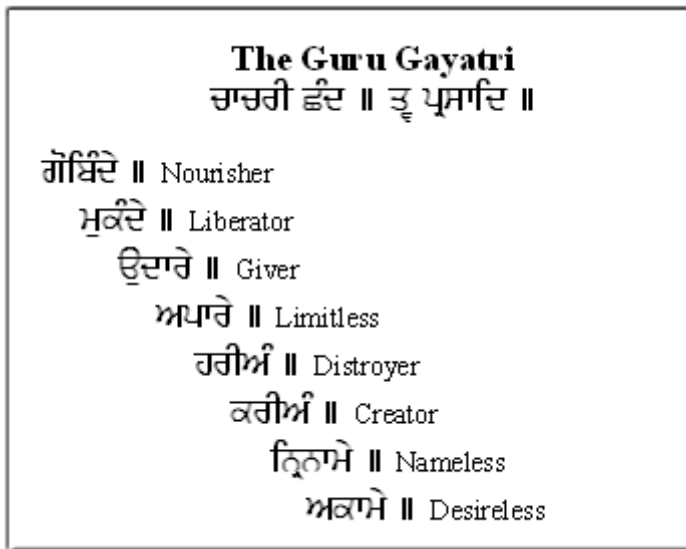 The Guru Gayatri
ਚਾਚਰੀ ਛੰਦ ॥ ਤ੍ਵ ਪ੍ਰਸਾਦਿ ॥
ਗੋਬਿੰਦੇ ॥ Nourisher
ਮੁਕੰਦੇ ॥ Liberator
ਉਦਾਰੇ ॥ Giver
ਅਪਾਰੇ ॥ Limitless
ਹਰੀਅੰ ॥ Distroyer
ਕਰੀਅੰ ॥ Creator
ਨ੍ਰਿਨਾਮੇ ॥ Nameless
ਅਕਾਮੇ ॥ Desireless